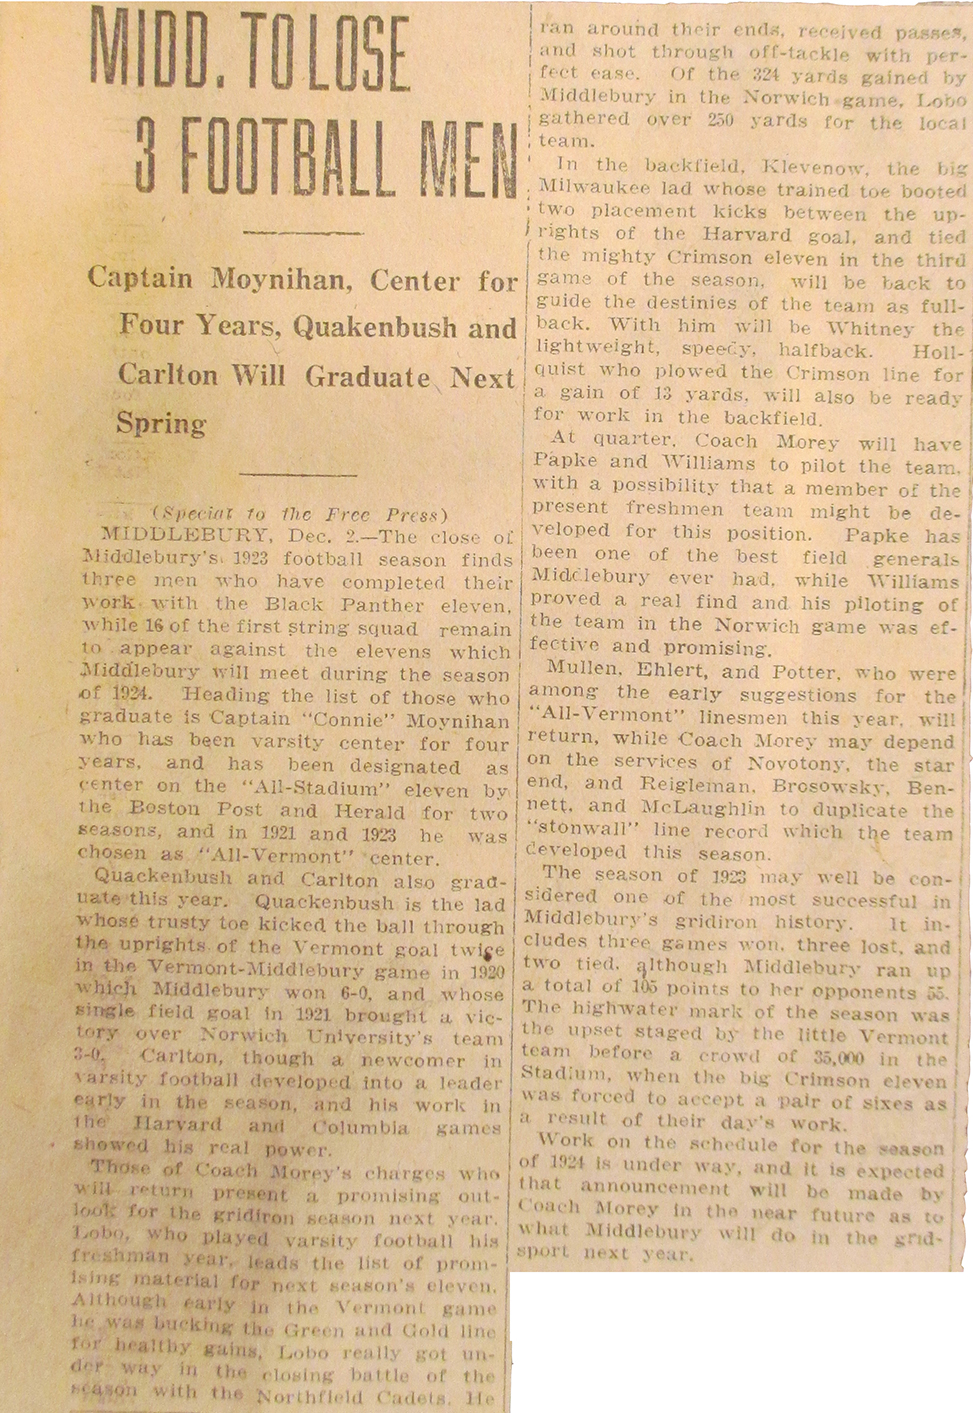 MIDD. TO LOSE
3 FOOTBALL MEN
Captain Moynihan, Center for
Four Years, Quakenbush and
Carlton Will Graduate Next
Spring
(Special to the Free Press)
MIDDLEBURY, Dec. 2.—The close of
Middlebury's 1923 football season finds
three men who have completed their
work with the Black Panther eleven,
while 16 of the first string squad remain
to appear against the elevens which
Middlebury will meet during the season
of 1924. Heading the list of those who
graduate is Captain "Connie" Moynihan
who has been varsity center for four
years, and has been designated as
center on the "All-Stadium" eleven by
the Boston Post and Herald for two
seasons, and in 1921 and 1923 he was
chosen as "All-Vermont" center.
Quackenbush and Carlton also grad-
uate this year. Quackenbush is the lad
whose trusty toe kicked the ball through
the uprights of the Vermont goal twice
in the Vermont-Middlebury game in 1920
which Middlebury won 6-0, and whose
single field goal in 1921 brought a vic-
tory over Norwich University's team
3-0. Carlton, though a newcomer in
varsity football developed into a leader
early in the season, and his work in
the Harvard and Columbia games
showed his real power.
Those of Coach Morey's charges who
will return present a promising out-
look for the gridiron season next year.
Lobo, who played varsity football his
freshman year, leads the list of prom-
ising material for next season's eleven.
Although early in the Vermont game
he was bucking the Green and Gold line
for healthy gains, Lobo really got un-
der way in the closing battle of the
season with the Northfield Cadets. He
ran around their ends, received passes,
and shot through off-tackle with per-
fect ease. Of the 324 yards gained by
Middlebury in the Norwich game, Lobo
gathered over 250 yards for the local
team.
In the backfield, Klevenow, the big
Milwaukee lad whose trained toe booted
two placement kicks between the up-
rights of the Harvard goal, and tied
the mighty Crimson eleven in the third
game of the season, will be back to
guide the destinies of the team as full-
back. With him will be Whitney the
lightweight, speedy, halfback. Holl-
quist who plowed the Crimson line for
a gain of 13 yards, will also be ready
for work in the backfield.
At quarter, Coach Morey will have
Papke and Williams to pilot the team,
with a possibility that a member of the
present freshmen team might be de-
veloped for this position. Papke has
been one of the best field generals
Middlebury ever had, while Williams
proved a real find and his piloting of
the team in the Norwich game was ef-
fective and promising.
Mullen, Ehlert, and Potter, who were
among the early suggestions for the
"All-Vermont" linesmen this year, will
return, while Coach Morey may depend
on the services of Novotony, the star
end, and Reigleman, Brosowsky, Ben-
nett, and McLaughlin to duplicate the
"stonwall" line record which the team
developed this season.
The season of 1923 may well be con-
sidered one of the most successful in
Middlebury's gridiron history. It in-
cludes three games won, three lost, and
two tied, although Middlebury ran up
a total of 105 points to her opponents 55.
The highwater mark of the season was
the upset staged by the little Vermont
team before a crowd of 35,000 in the
Stadium, when the big Crimson eleven
was forced to accept a pair of sixes as
a result of their day's work.
Work on the schedule for the season
of 1924 is under way, and it is expected
that announcement will be made by
Coach Morey in the near future as to
what Middlebury will do in the grid-
sport next year.